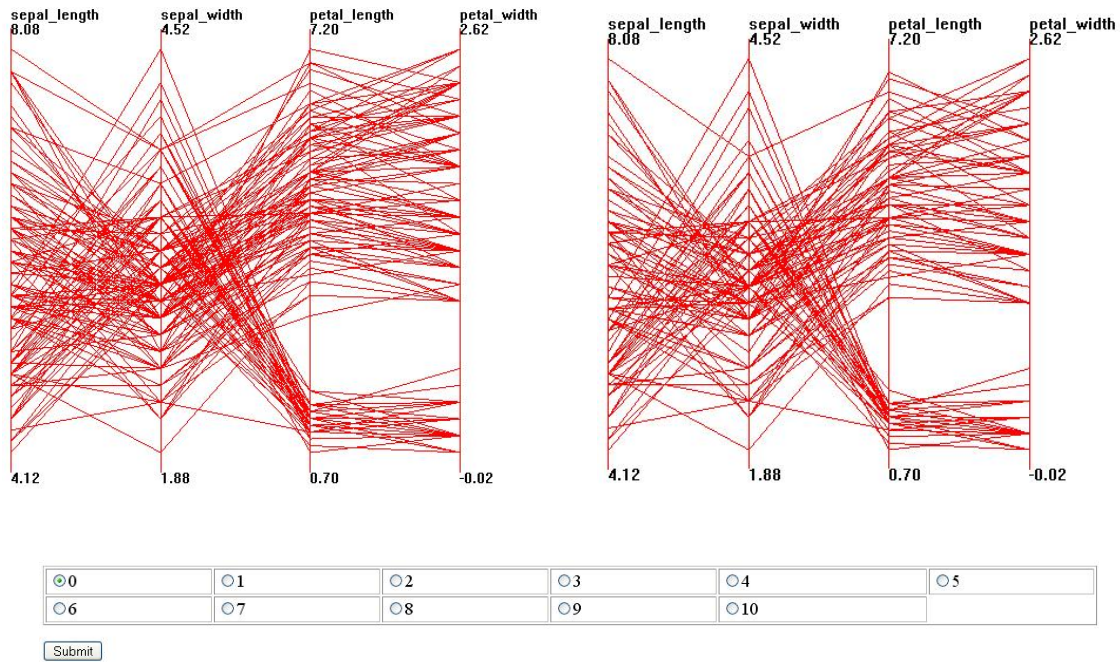 sepal_length sepal_width petal_length petal_width
8.08 4.52 7.20 2.62
4.12 1.88 0.70 -0.02
sepal_length sepal_width petal_length petal_width
8.08 4.52 7.20 2.62
4.12 1.88 0.70 -0.02
0 1 2 3 4 5
6 7 8 9 10
Submit